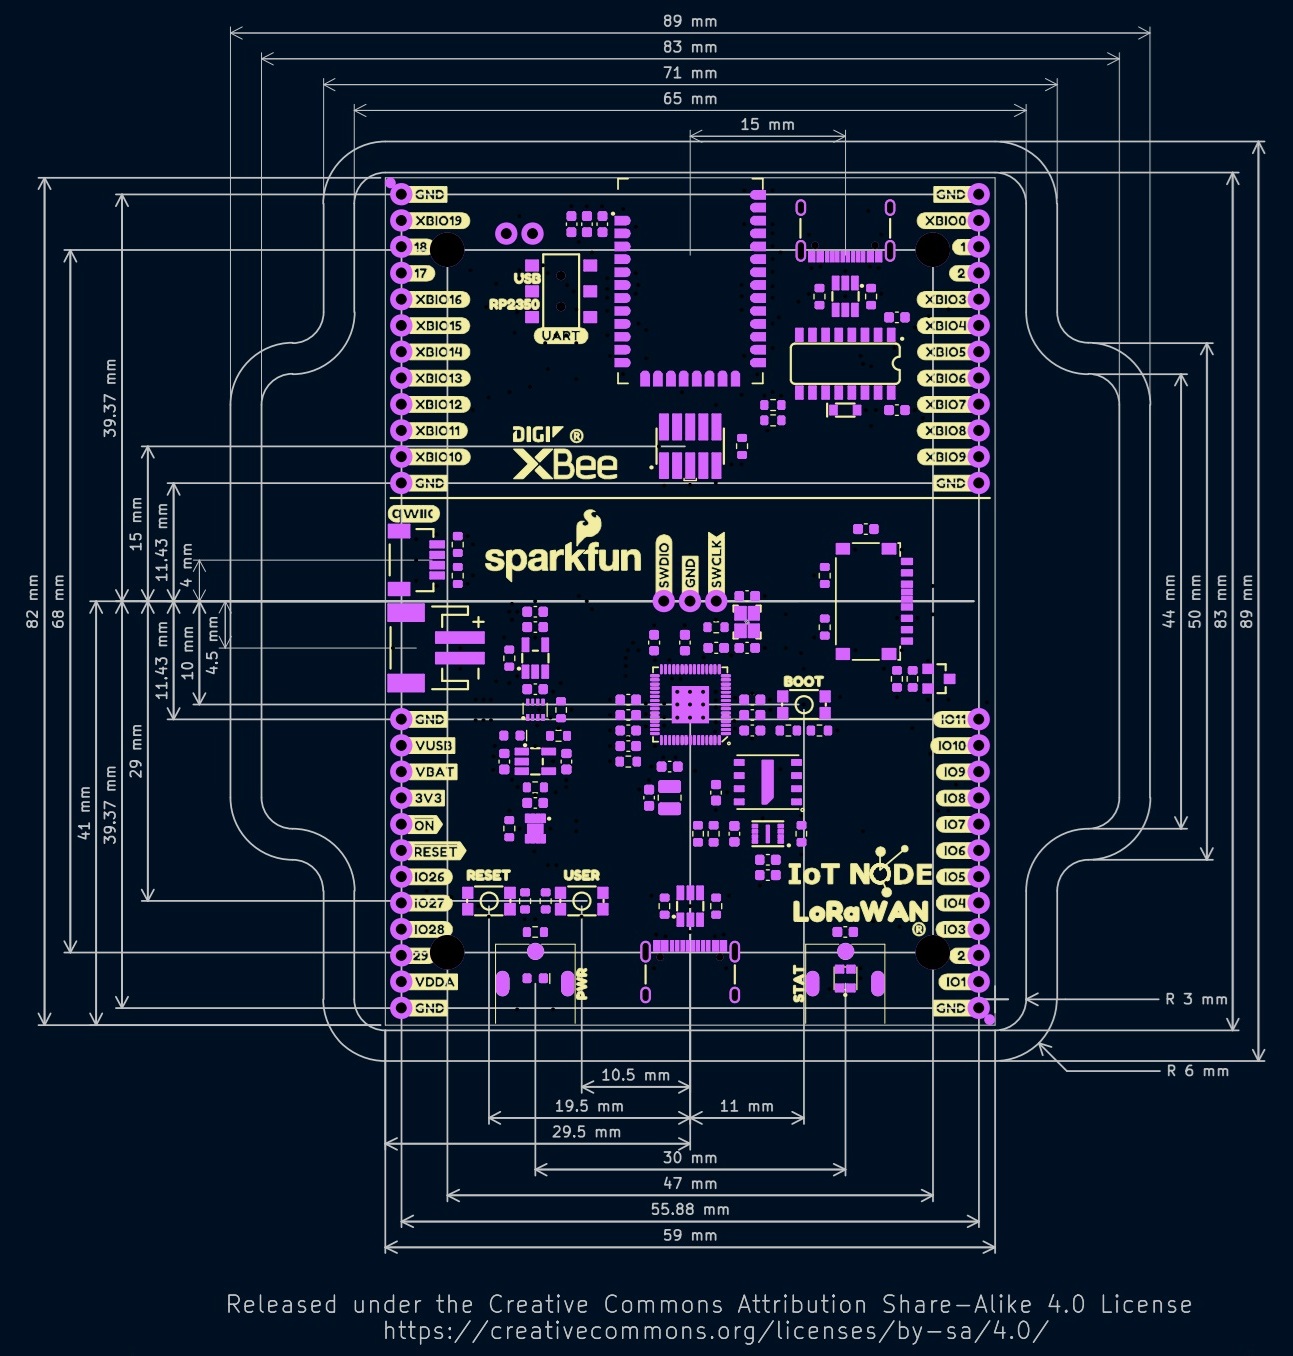 89 mm
83 mm
71 mm
65 mm
15 mm
GND
XBIO19
18
17
XBIO16
XBIO15
XBIO14
XBIO13
XBIO12
XBIO11
XBIO10
GND
USB
RP2350
UART
GND
XBIO0
1
2
XBIO3
XBIO4
XBIO5
XBIO6
XBIO7
XBIO8
XBIO9
GND
DIGI ®
XBee
QWIIC
sparkfun
SWDIO
GND
SWCLK
82 mm
68 mm
39.37 mm
15 mm
11.43 mm
4 mm
41 mm
39.37 mm
29 mm
11.43 mm
10 mm
4.5 mm
44 mm
50 mm
83 mm
89 mm
+
BOOT
GND
VUSB
VBAT
3V3
ON
RESET
IO26
IO27
IO28
29
VDDA
GND
IO11
IO10
IO9
IO8
IO7
IO6
IO5
IO4
IO3
2
IO1
GND
RESET
USER
IoT NODE
LoRaWAN
®
PWR
STAT
R 3 mm
R 6 mm
10.5 mm
19.5 mm
11 mm
29.5 mm
30 mm
47 mm
55.88 mm
59 mm
Released under the Creative Commons Attribution Share-Alike 4.0 License
https://creativecommons.org/licenses/by-sa/4.0/